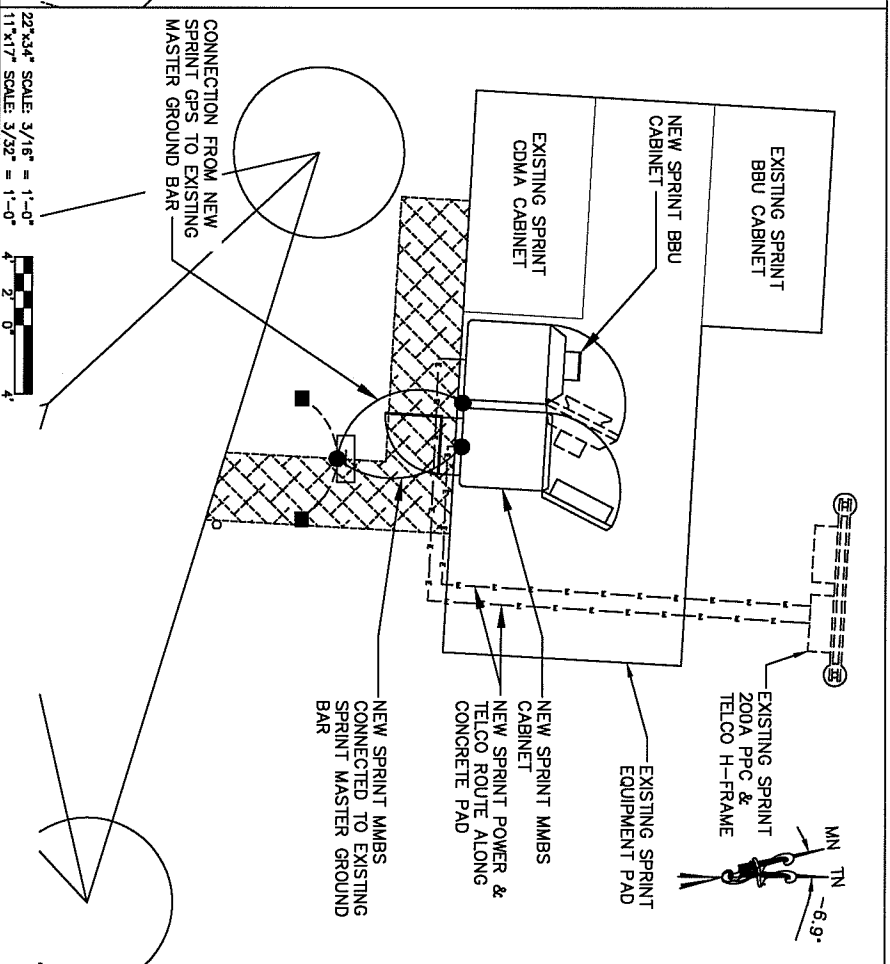 22"x34" SCALE: 3/16" = 1'-0"
11"x17" SCALE: 3/32" = 1'-0"
4'
2'
0"
4'
CONNECTION FROM NEW
SPRINT GPS TO EXISTING
MASTER GROUND BAR
EXISTING SPRINT
CDMA CABINET
NEW SPRINT BBU
CABINET
EXISTING SPRINT
BBU CABINET
EXISTING SPRINT
200A PPC &
TELCO H-FRAME
EXISTING SPRINT
EQUIPMENT PAD
NEW SPRINT MMBS
CABINET
NEW SPRINT POWER &
TELCO ROUTE ALONG
CONCRETE PAD
NEW SPRINT MMBS
CONNECTED TO EXISTING
SPRINT MASTER GROUND
BAR
MN
TN
-6.9°